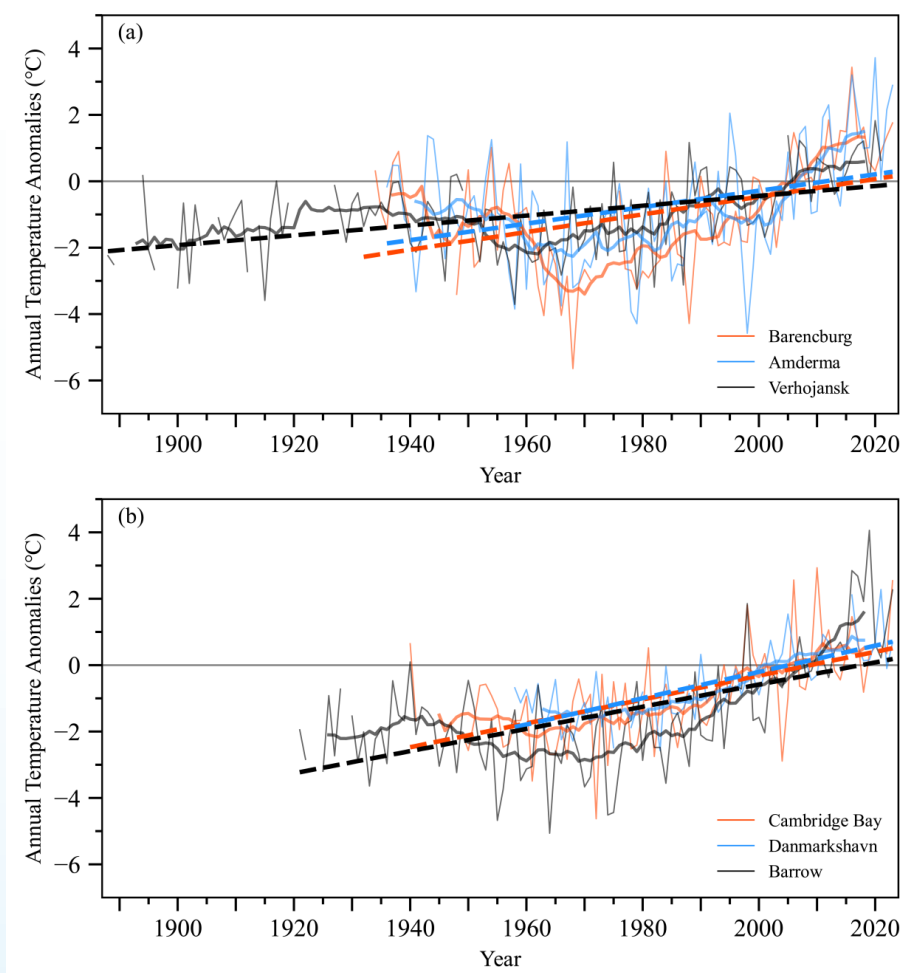 (a)
Annual Temperature Anomalies (℃)
4
2
0
−2
−4
−6
Barencburg
Amderma
Verhojansk
1900 1920 1940 1960 1980 2000 2020
Year
(b)
Annual Temperature Anomalies (℃)
4
2
0
−2
−4
−6
Cambridge Bay
Danmarkshavn
Barrow
1900 1920 1940 1960 1980 2000 2020
Year